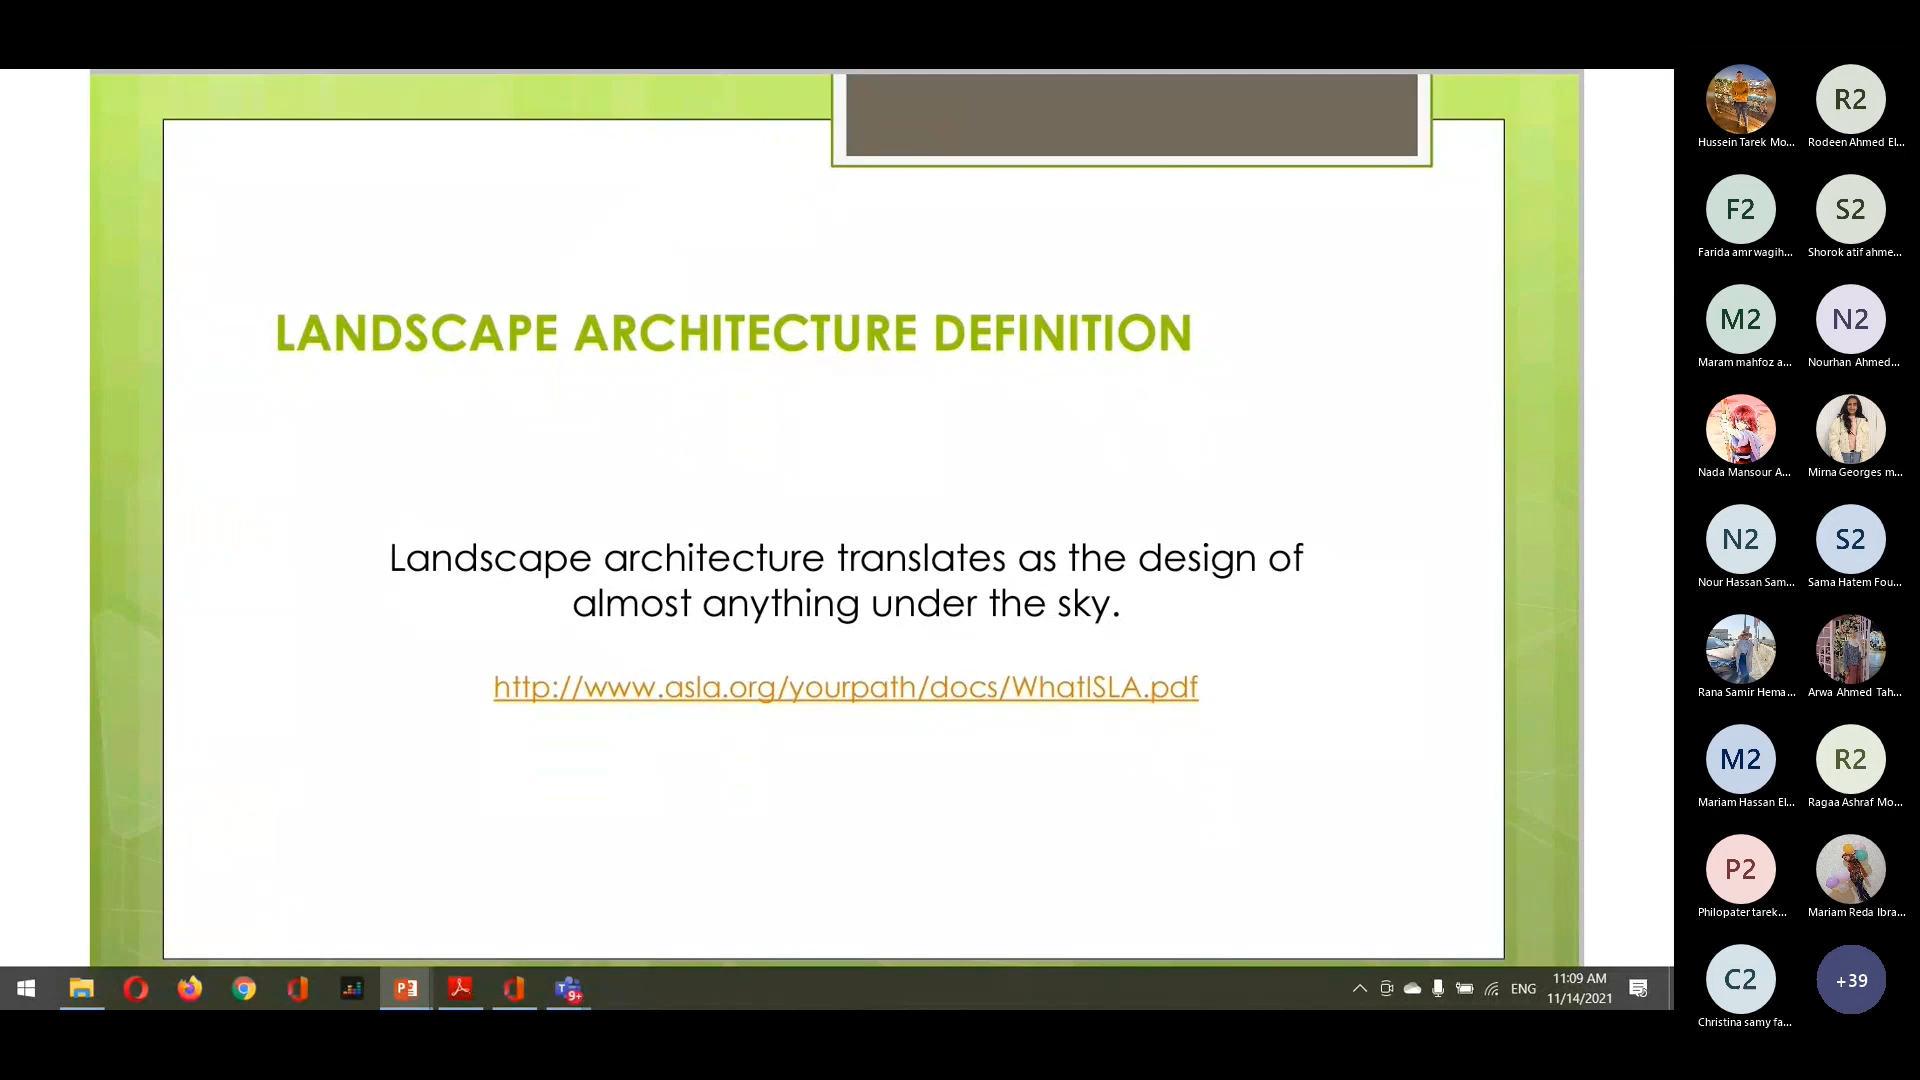 LANDSCAPE ARCHITECTURE DEFINITION
Landscape architecture translates as the design of
almost anything under the sky.
http://www.asla.org/yourpath/docs/WhatISLA.pdf
Hussein Tarek Mo...
R2
Rodeen Ahmed El...
F2
Farida amr wagih...
S2
Shorok atif ahme...
M2
Maram mahfoz a...
N2
Nourhan Ahmed...
Nada Mansour A...
Mirna Georges m...
N2
Nour Hassan Sam...
S2
Sama Hatem Fou...
Rana Samir Hema...
Arwa Ahmed Tah...
M2
Mariam Hassan El...
R2
Ragaa Ashraf Mo...
P2
Philopater tarek...
Mariam Reda Ibra...
C2
Christina samy fa...
+39
9+
ENG
11:09 AM
11/14/2021